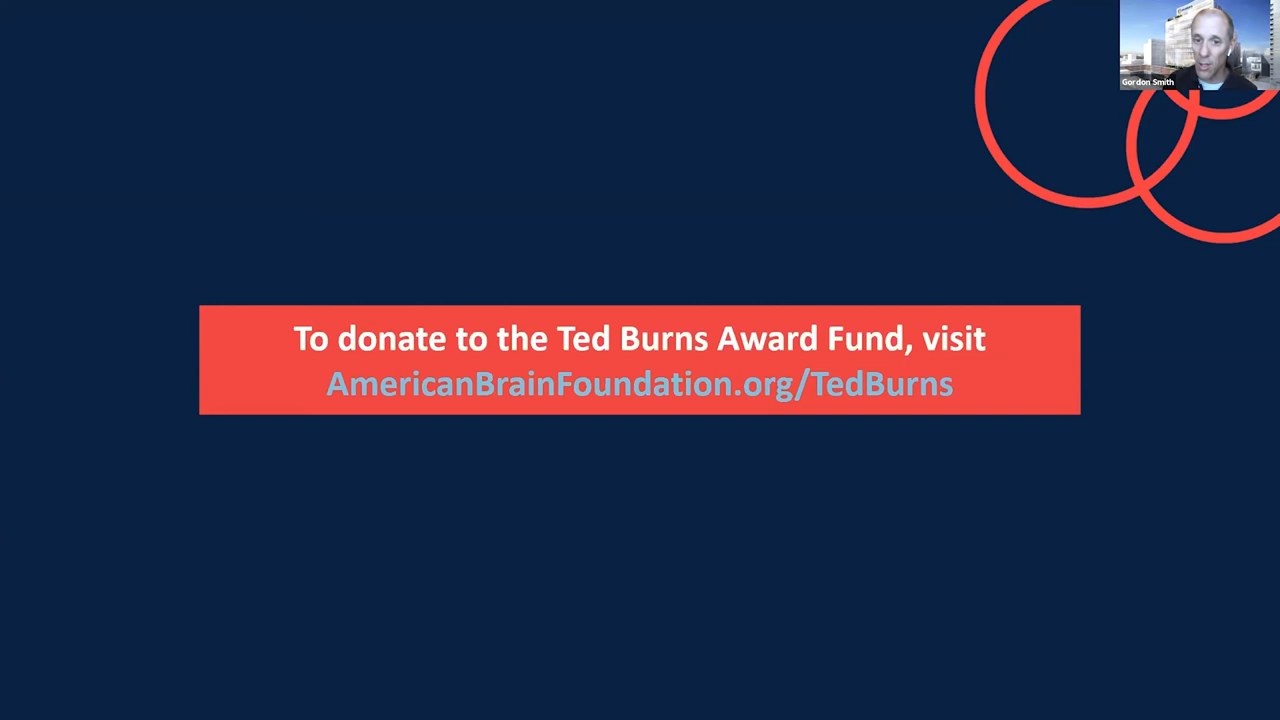 Gordon Smith
To donate to the Ted Burns Award Fund, visit
AmericanBrainFoundation.org/TedBurns